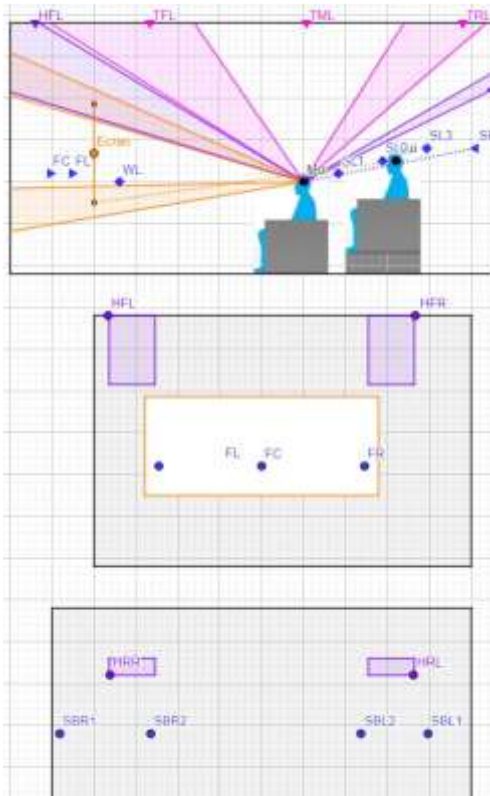 HFL TFL TML TRL
Ecran
FC FL WL SL1 SL3
HFL HFR
FL FC FR
HRR HRL
SBR1 SBR2 SBL2 SBL1